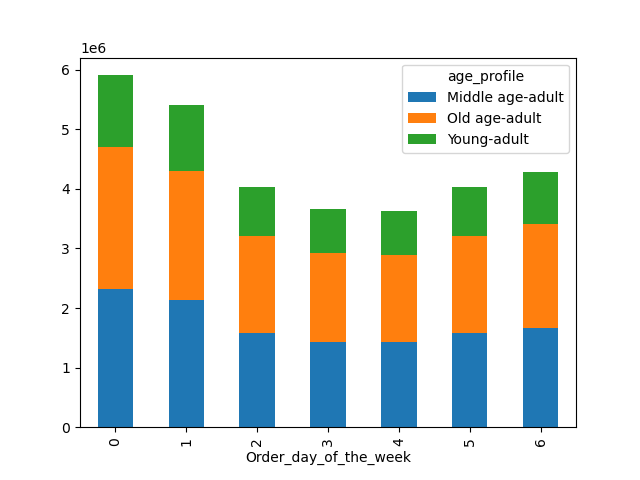 1e6
6
5
4
3
2
1
0
age_profile
Middle age-adult
Old age-adult
Young-adult
0 1 2 3 4 5 6
Order_day_of_the_week